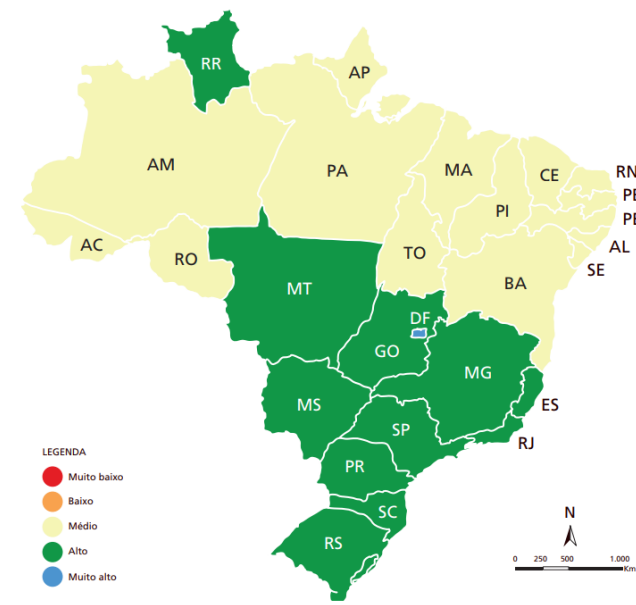 RR
AP
AM
PA
MA
CE
RN
PB
PI
PE
AC
RO
TO
AL
SE
BA
MT
DF
GO
MG
MS
ES
SP
RJ
PR
SC
RS
LEGENDA
Muito baixo
Baixo
Médio
Alto
Muito alto
N
0 250 500 1.000
Km